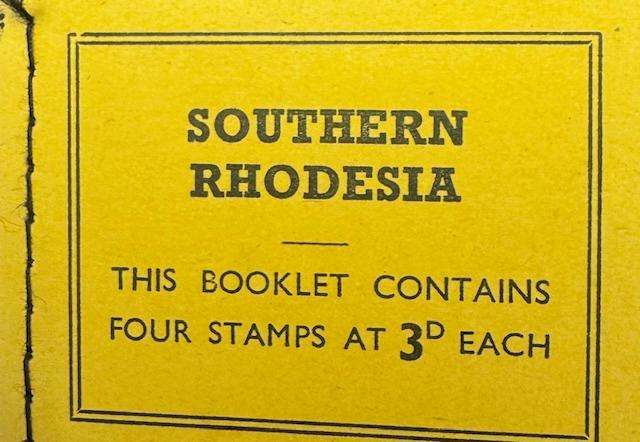 SOUTHERN
RHODESIA
THIS BOOKLET CONTAINS
FOUR STAMPS AT 3D EACH